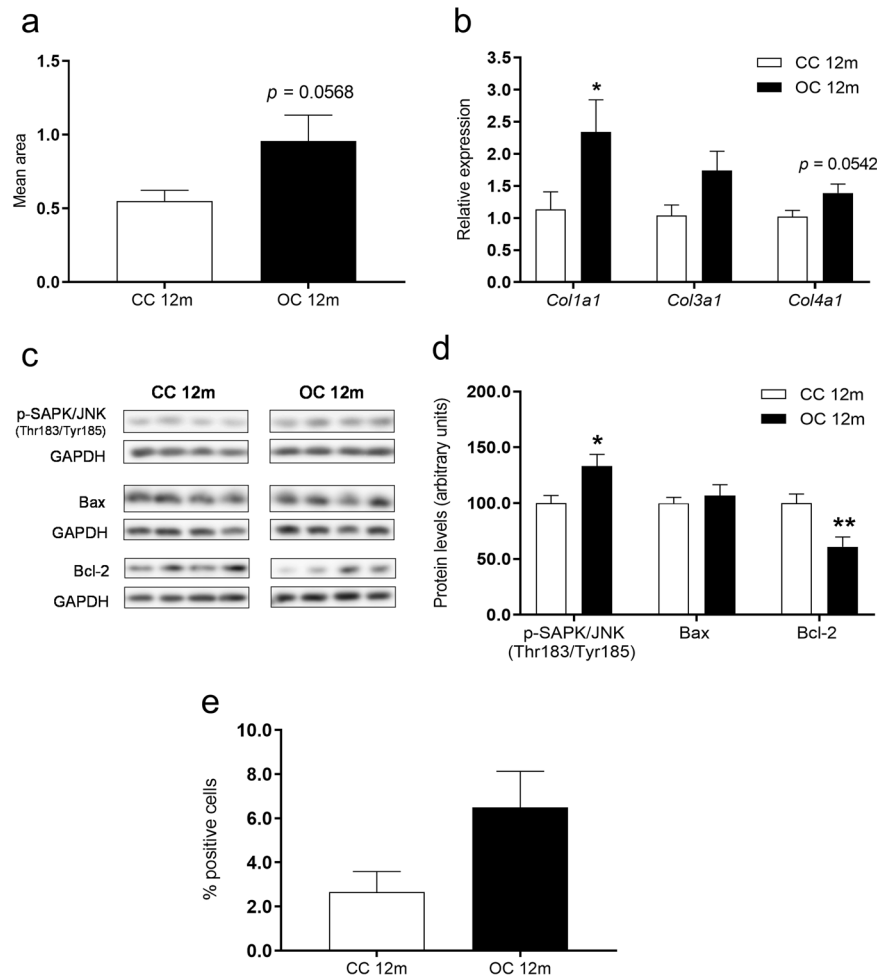 a
Mean area
1.5
1.0
0.5
0.0
p = 0.0568
CC 12m
OC 12m
b
Relative expression
3.5
3.0
2.5
2.0
1.5
1.0
0.5
0.0
CC 12m
OC 12m
*
p = 0.0542
Col1a1
Col3a1
Col4a1
c
CC 12m
OC 12m
p-SAPK/JNK
(Thr183/Tyr185)
GAPDH
Bax
GAPDH
Bcl-2
GAPDH
d
Protein levels (arbitrary units)
200.0
150.0
100.0
50.0
0.0
CC 12m
OC 12m
*
**
p-SAPK/JNK
(Thr183/Tyr185)
Bax
Bcl-2
e
% positive cells
10.0
8.0
6.0
4.0
2.0
0.0
CC 12m
OC 12m